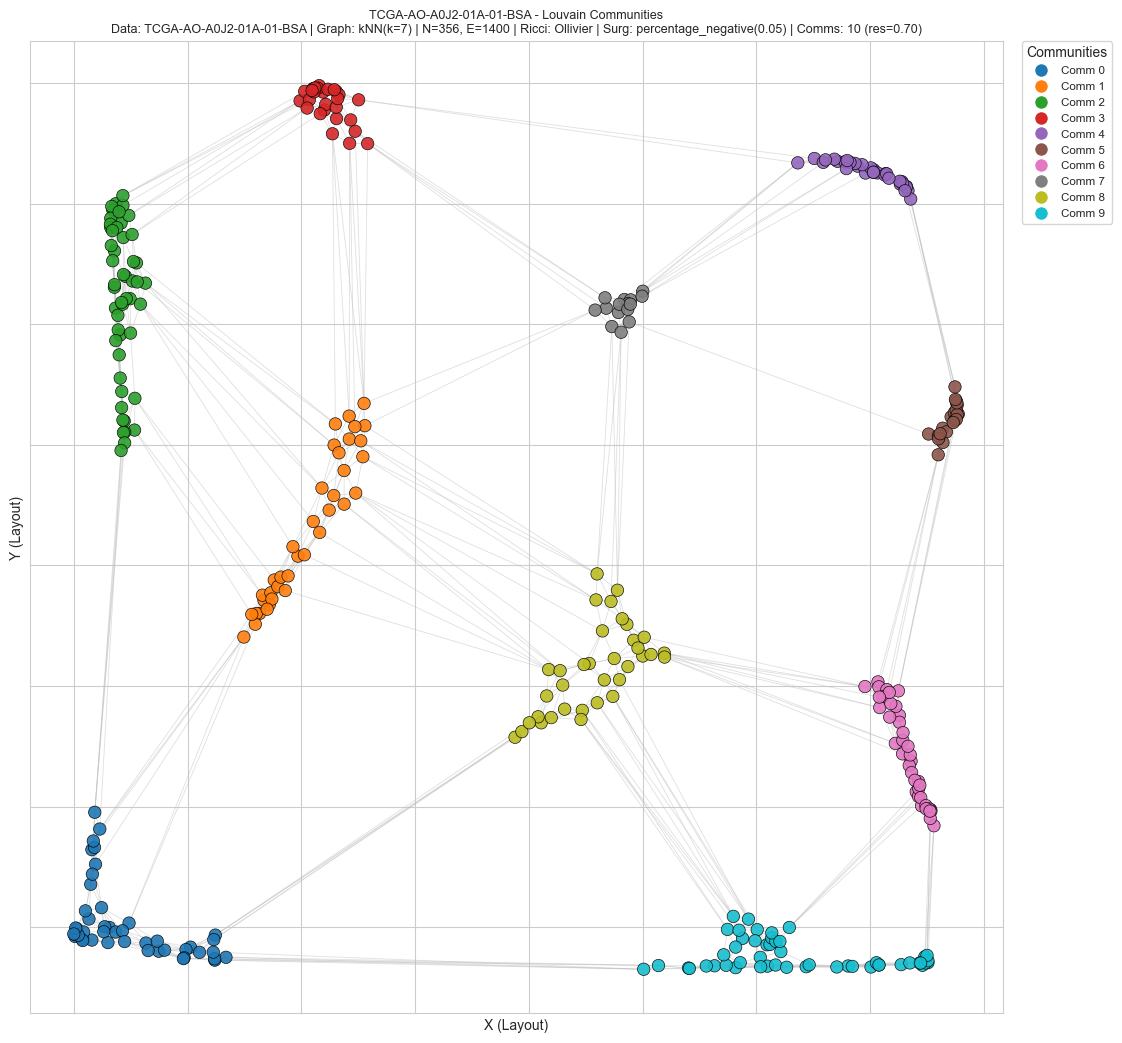 TCGA-AO-A0J2-01A-01-BSA - Louvain Communities
Data: TCGA-AO-A0J2-01A-01-BSA | Graph: kNN(k=7) | N=356, E=1400 | Ricci: Ollivier | Surg: percentage_negative(0.05) | Comms: 10 (res=0.70)
Communities
Comm 0
Comm 1
Comm 2
Comm 3
Comm 4
Comm 5
Comm 6
Comm 7
Comm 8
Comm 9
Y (Layout)
X (Layout)